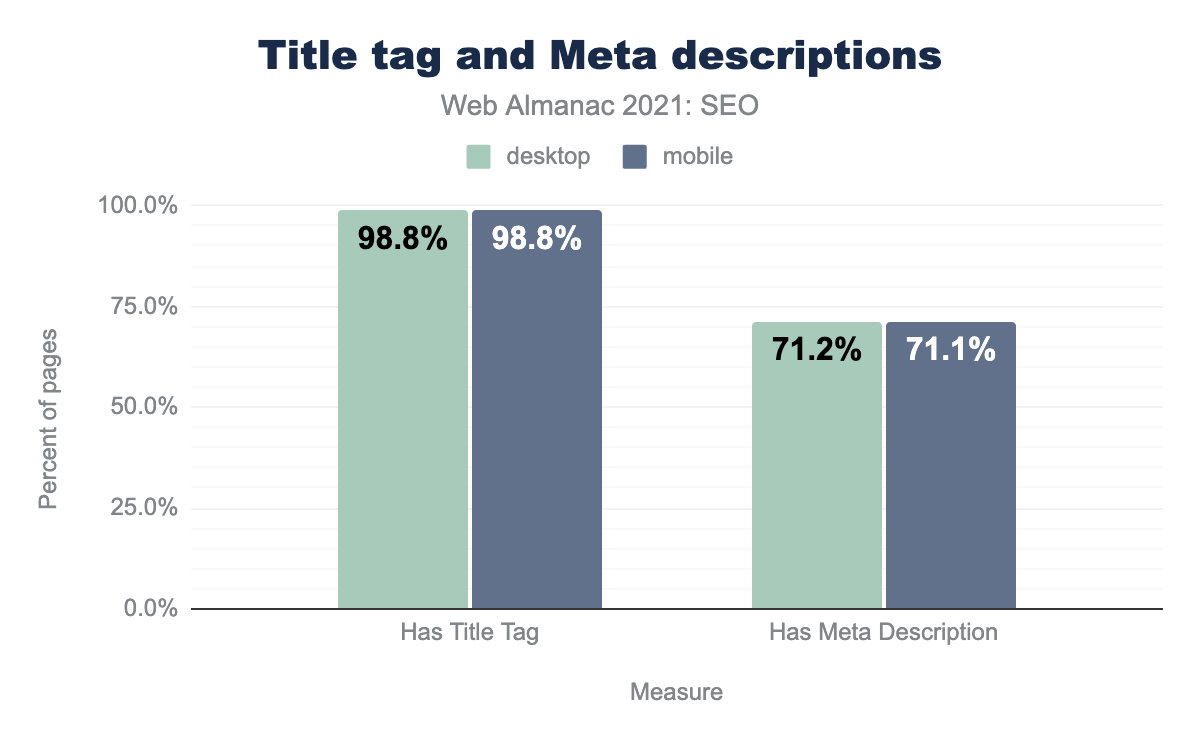 Title tag and Meta descriptions
Web Almanac 2021: SEO
desktop mobile
100.0%
75.0%
50.0%
25.0%
0.0%
Percent of pages
98.8% 98.8%
71.2% 71.1%
Has Title Tag Has Meta Description
Measure